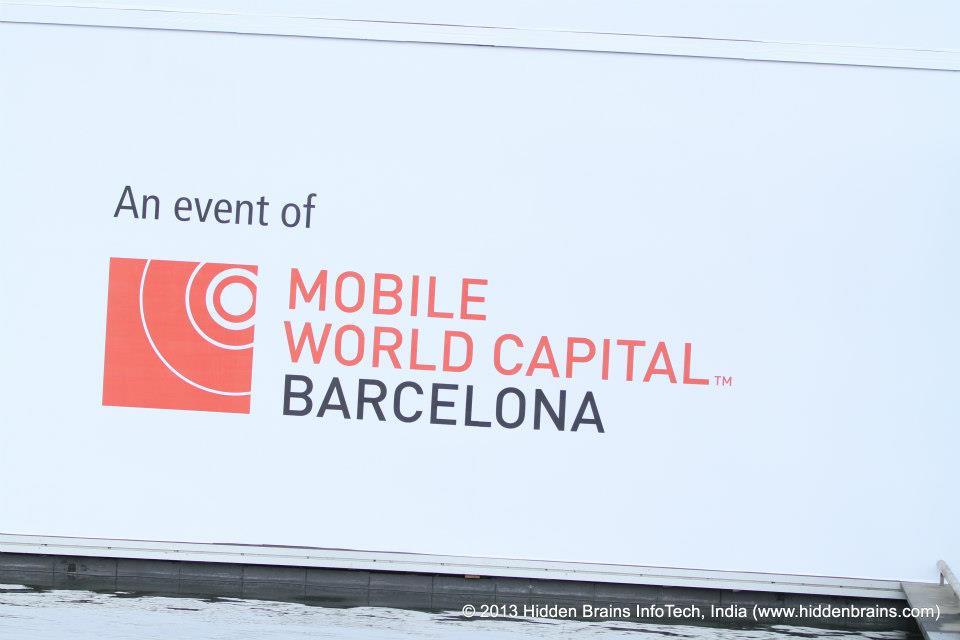 An event of
MOBILE
WORLD CAPITAL™
BARCELONA
© 2013 Hidden Brains InfoTech, India (www.hiddenbrains.com)